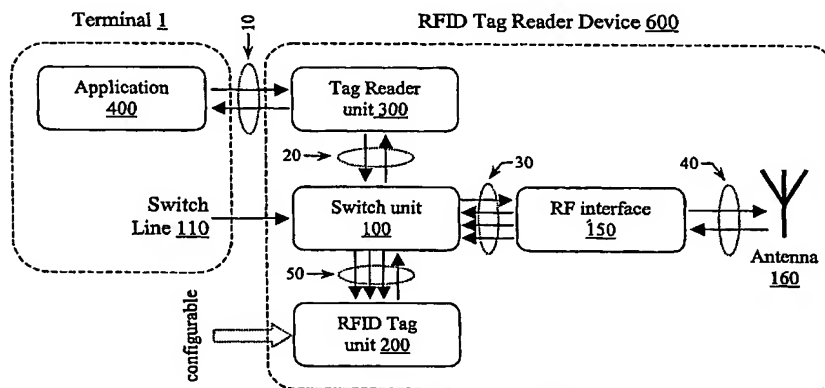 Terminal 1
10
RFID Tag Reader Device 600
Application
400
Tag Reader
unit 300
20
30
40
Switch
Line 110
Switch unit
100
RF interface
150
Antenna
160
50
RFID Tag
unit 200
configurable